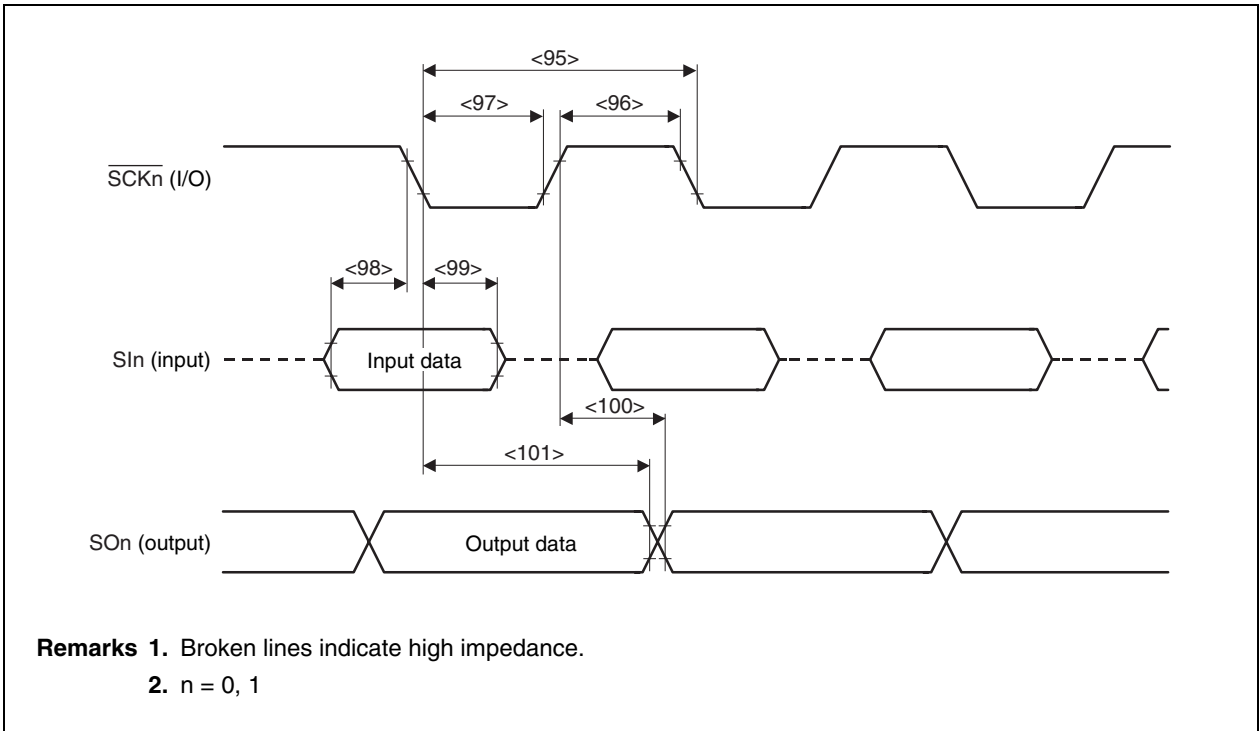 <95>
<97> <96>
SCKn (I/O)
<98> <99>
SIn (input) Input data
<100>
<101>
SOn (output) Output data
Remarks 1. Broken lines indicate high impedance.
2. n = 0, 1